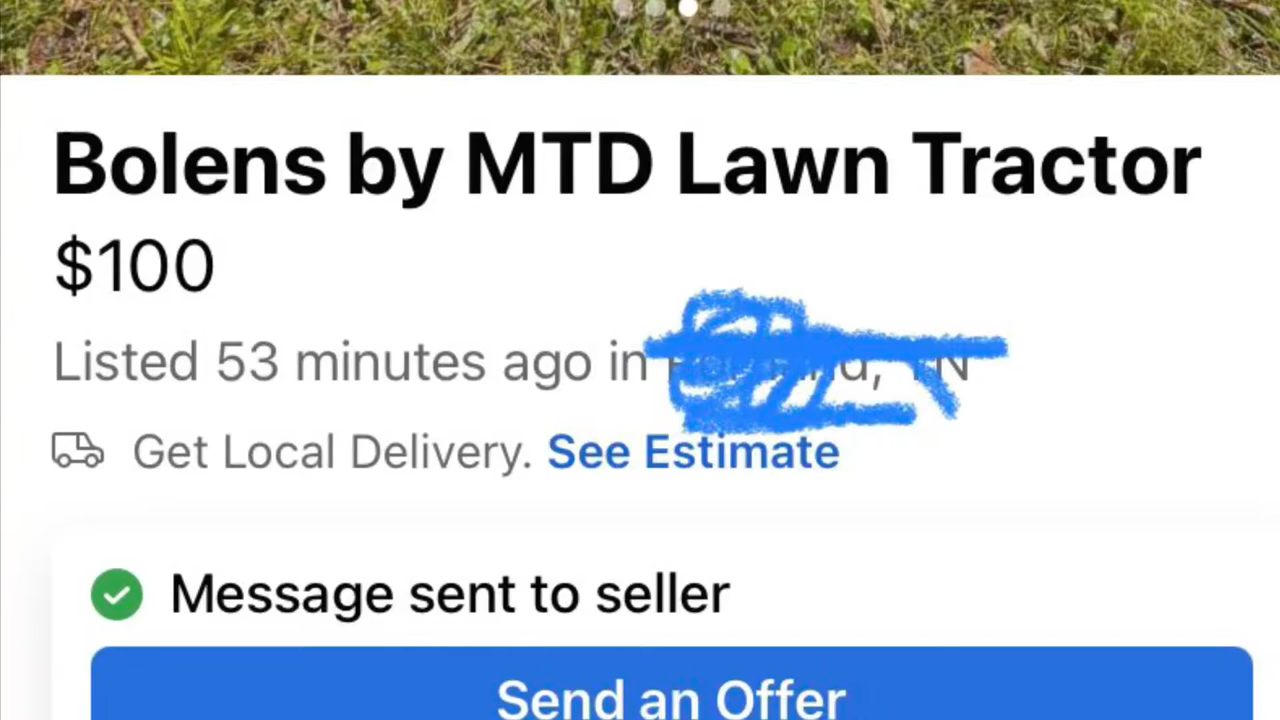 Bolens by MTD Lawn Tractor
$100
Listed 53 minutes ago in
Get Local Delivery. See Estimate
Message sent to seller
Send an Offer